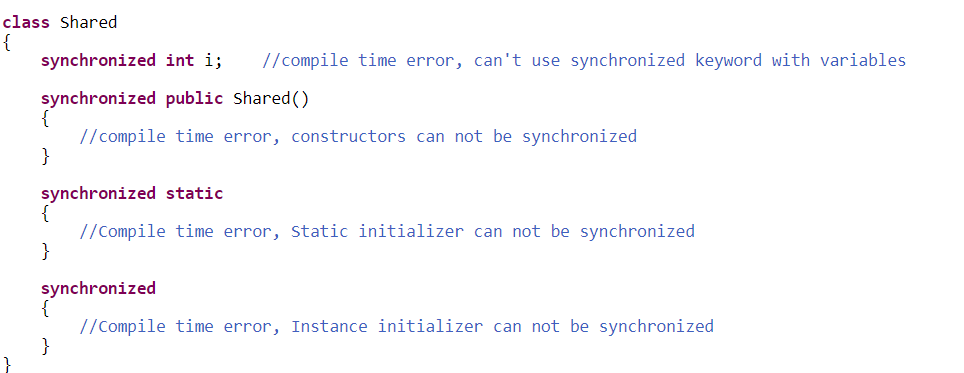 class Shared
{
synchronized int i;    //compile time error, can't use synchronized keyword with variables
synchronized public Shared()
{
//compile time error, constructors can not be synchronized
}
synchronized static
{
//Compile time error, Static initializer can not be synchronized
}
synchronized
{
//Compile time error, Instance initializer can not be synchronized
}
}